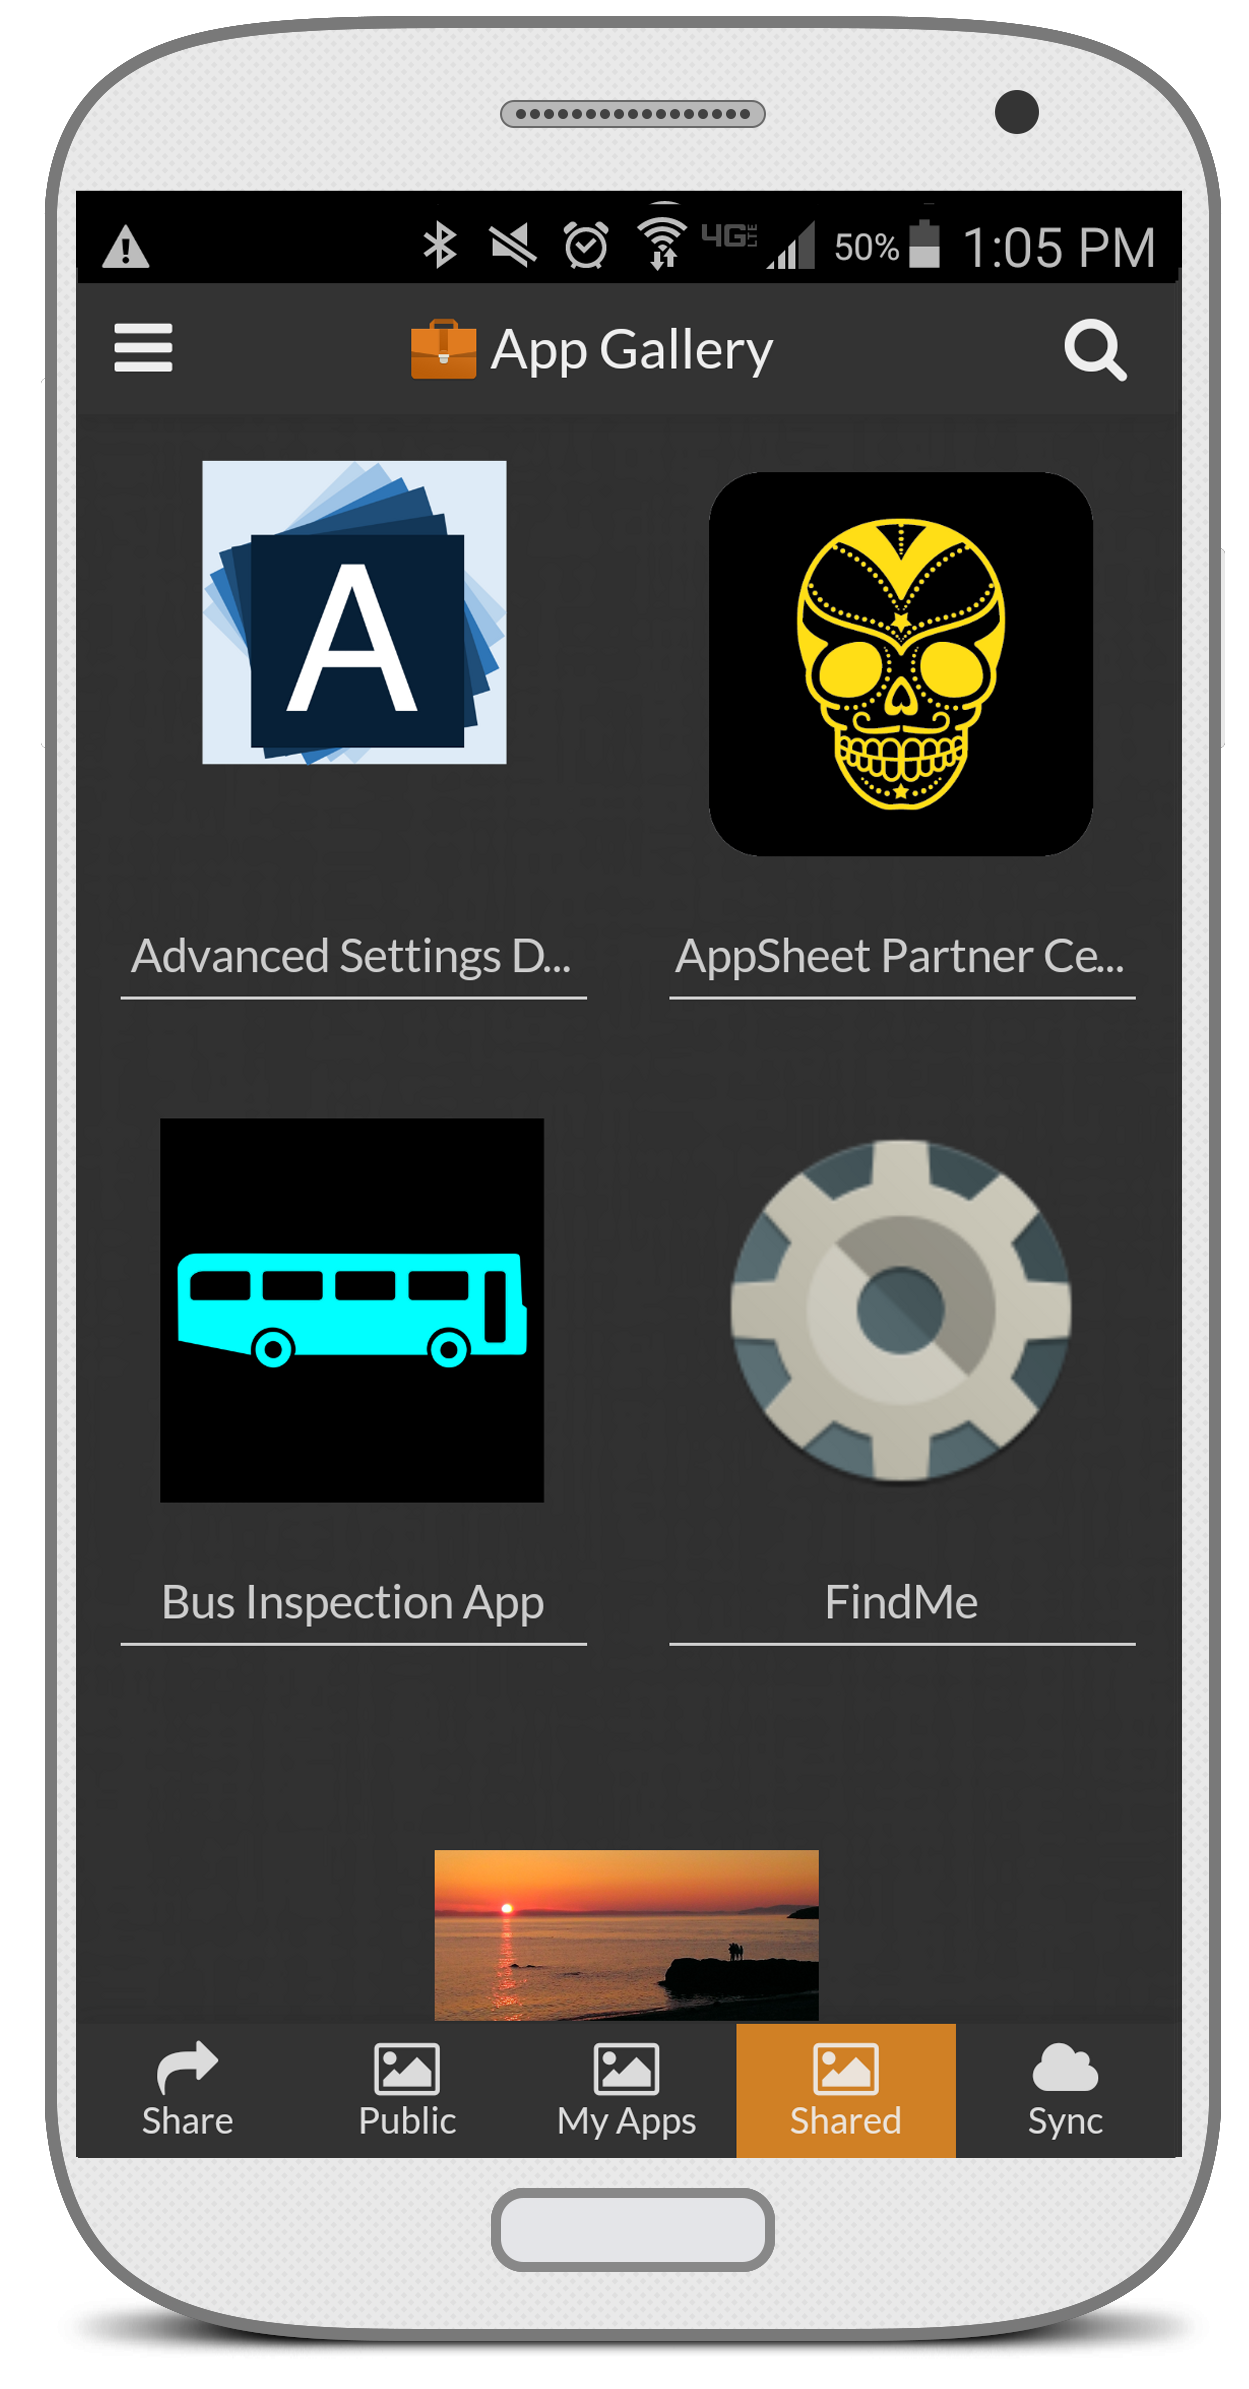 4G LTE 50% 1:05 PM
App Gallery
A
Advanced Settings D...
AppSheet Partner Ce...
Bus Inspection App
FindMe
Share Public My Apps Shared Sync